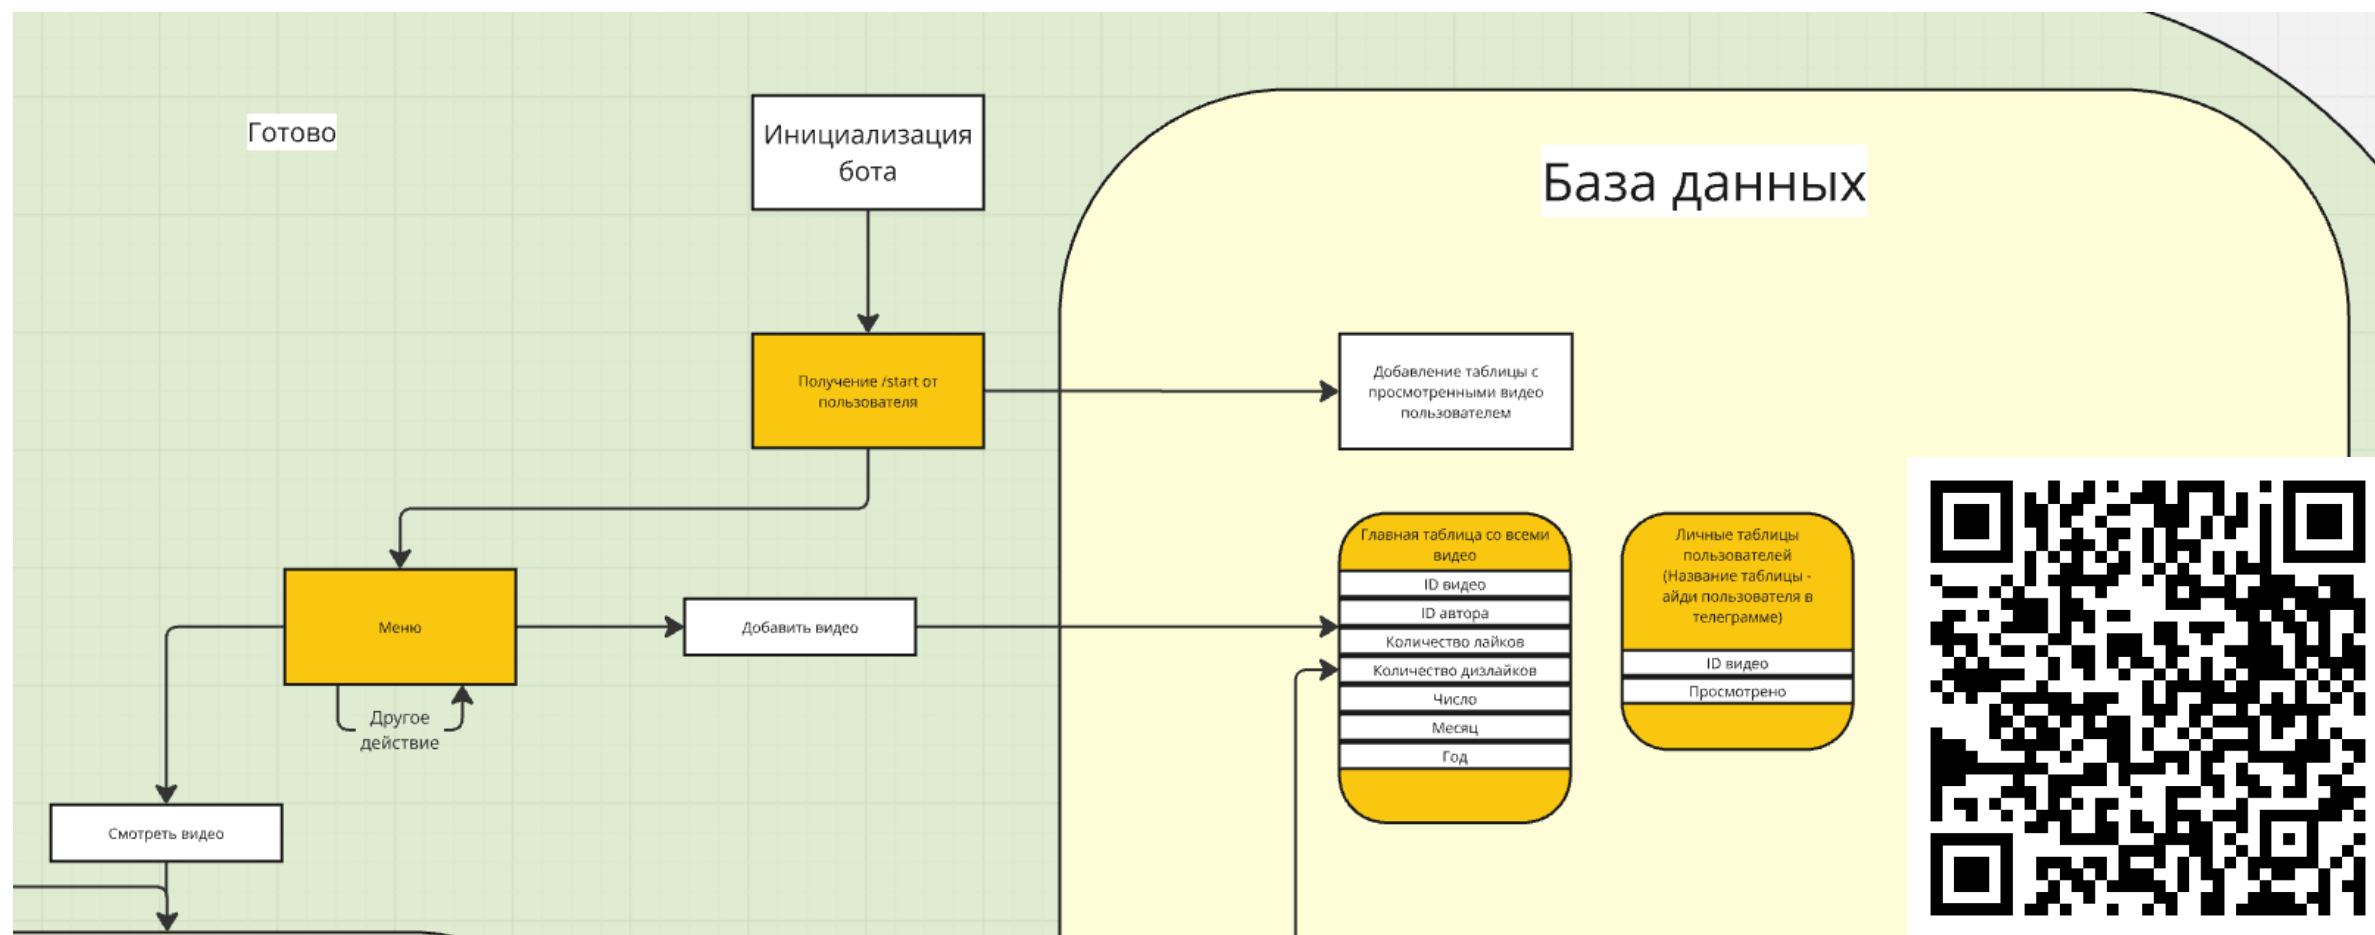 Готово
Инициализация
бота
База данных
Получение /start от
пользователя
Добавление таблицы с
просмотренными видео
пользователем
Главная таблица со всеми
видео
ID видео
ID автора
Количество лайков
Количество дизлайков
Число
Месяц
Год
Личные таблицы
пользователей
(Название таблицы -
айди пользователя в
телеграмме)
ID видео
Просмотрено
Меню
Добавить видео
Другое
действие
Смотреть видео